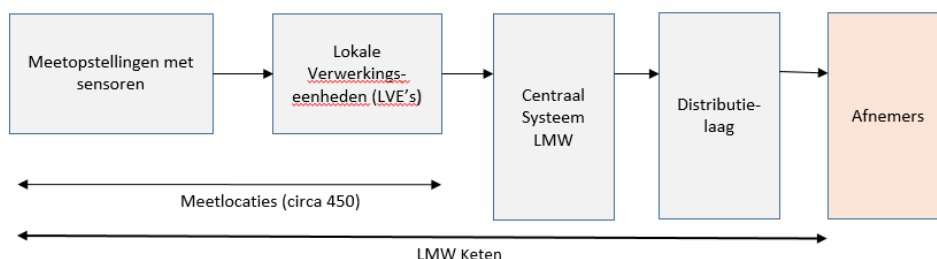 Meetopstellingen met
sensoren
Lokale
Verwerkings-
eenheden (LVE's)
Centraal
Systeem
LMW
Distributie-
laag
Afnemers
Meetlocaties (circa 450)
LMW Keten